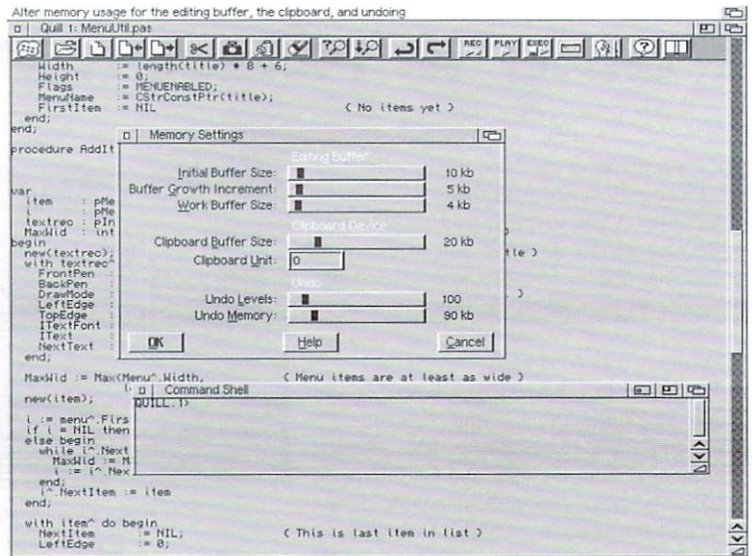 Alter memory usage for the editing buffer, the clipboard, and undoing
Quill 1: MenuUtil.pas
REC PLAY EXEC
Width := length(title) * 8 + 6;
Height := 0;
Flags := MENUENABLED;
MenuName := CStrConstPtr(title);
FirstItem := NIL { No items yet }
end;
end;
procedure AddIt
var
item : pMe
i : pMe
textrec : pIn
MaxWid : int
begin
new(textrec);
with textrec^
FrontPen :
BackPen :
DrawMode :
LeftEdge :
TopEdge :
ITextFont :
IText :
NextText :
end;
}
tle }
}
Memory Settings
Editing Buffer
Initial Buffer Size: 10 kb
Buffer Growth Increment: 5 kb
Work Buffer Size: 4 kb
Clipboard Device
Clipboard Buffer Size: 20 kb
Clipboard Unit: 0
Undo
Undo Levels: 100
Undo Memory: 90 kb
OK Help Cancel
MaxWid := Max(Menu^.Width, { Menu items are at least as wide }
new(item);
i := menu^.Firs
if i = NIL then
else begin
while i^.Next
MaxWid := M
i := i^.Nex
end;
i^.NextItem := item
end;
Command Shell
QUILL.1>
with item^ do begin
NextItem := NIL; { This is last item in list }
LeftEdge := 0;